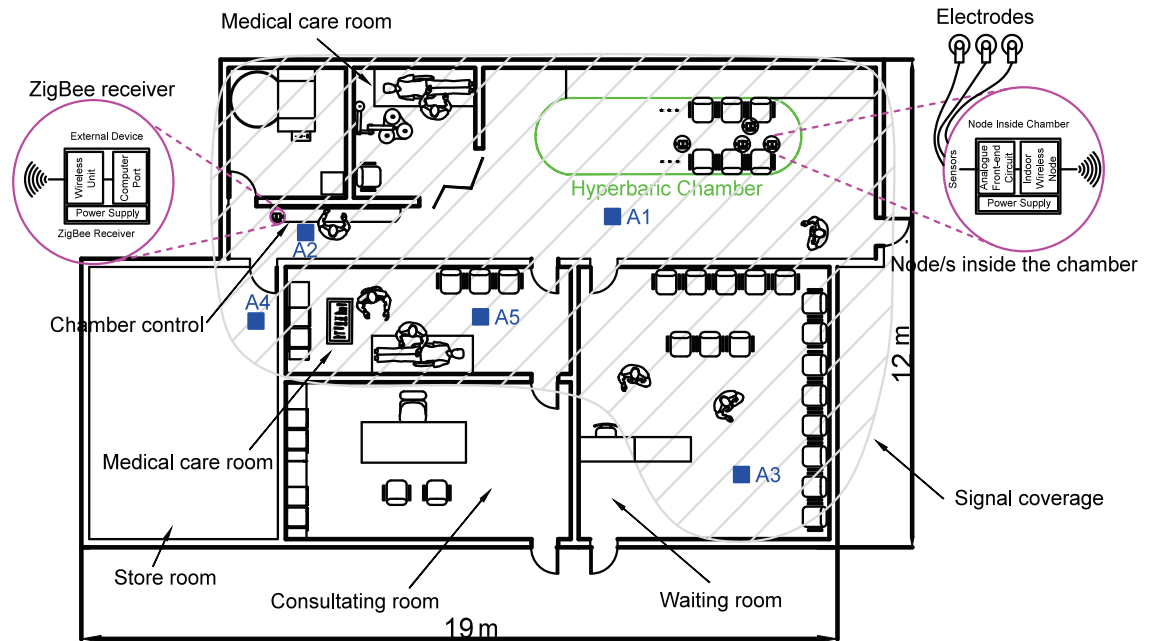 Electrodes
Medical care room
ZigBee receiver
External Device
Wireless
Unit
Computer
Port
Power Supply
ZigBee Receiver
Node Inside Chamber
Sensors
Analogue
Front-end
Circuit
Indoor
Wireless
Node
Power Supply
Hyperbaric Chamber
A1
A2
Node/s inside the chamber
A4
Chamber control
A5
12 m
Medical care room
A3
Signal coverage
Store room
Consultating room
Waiting room
19 m